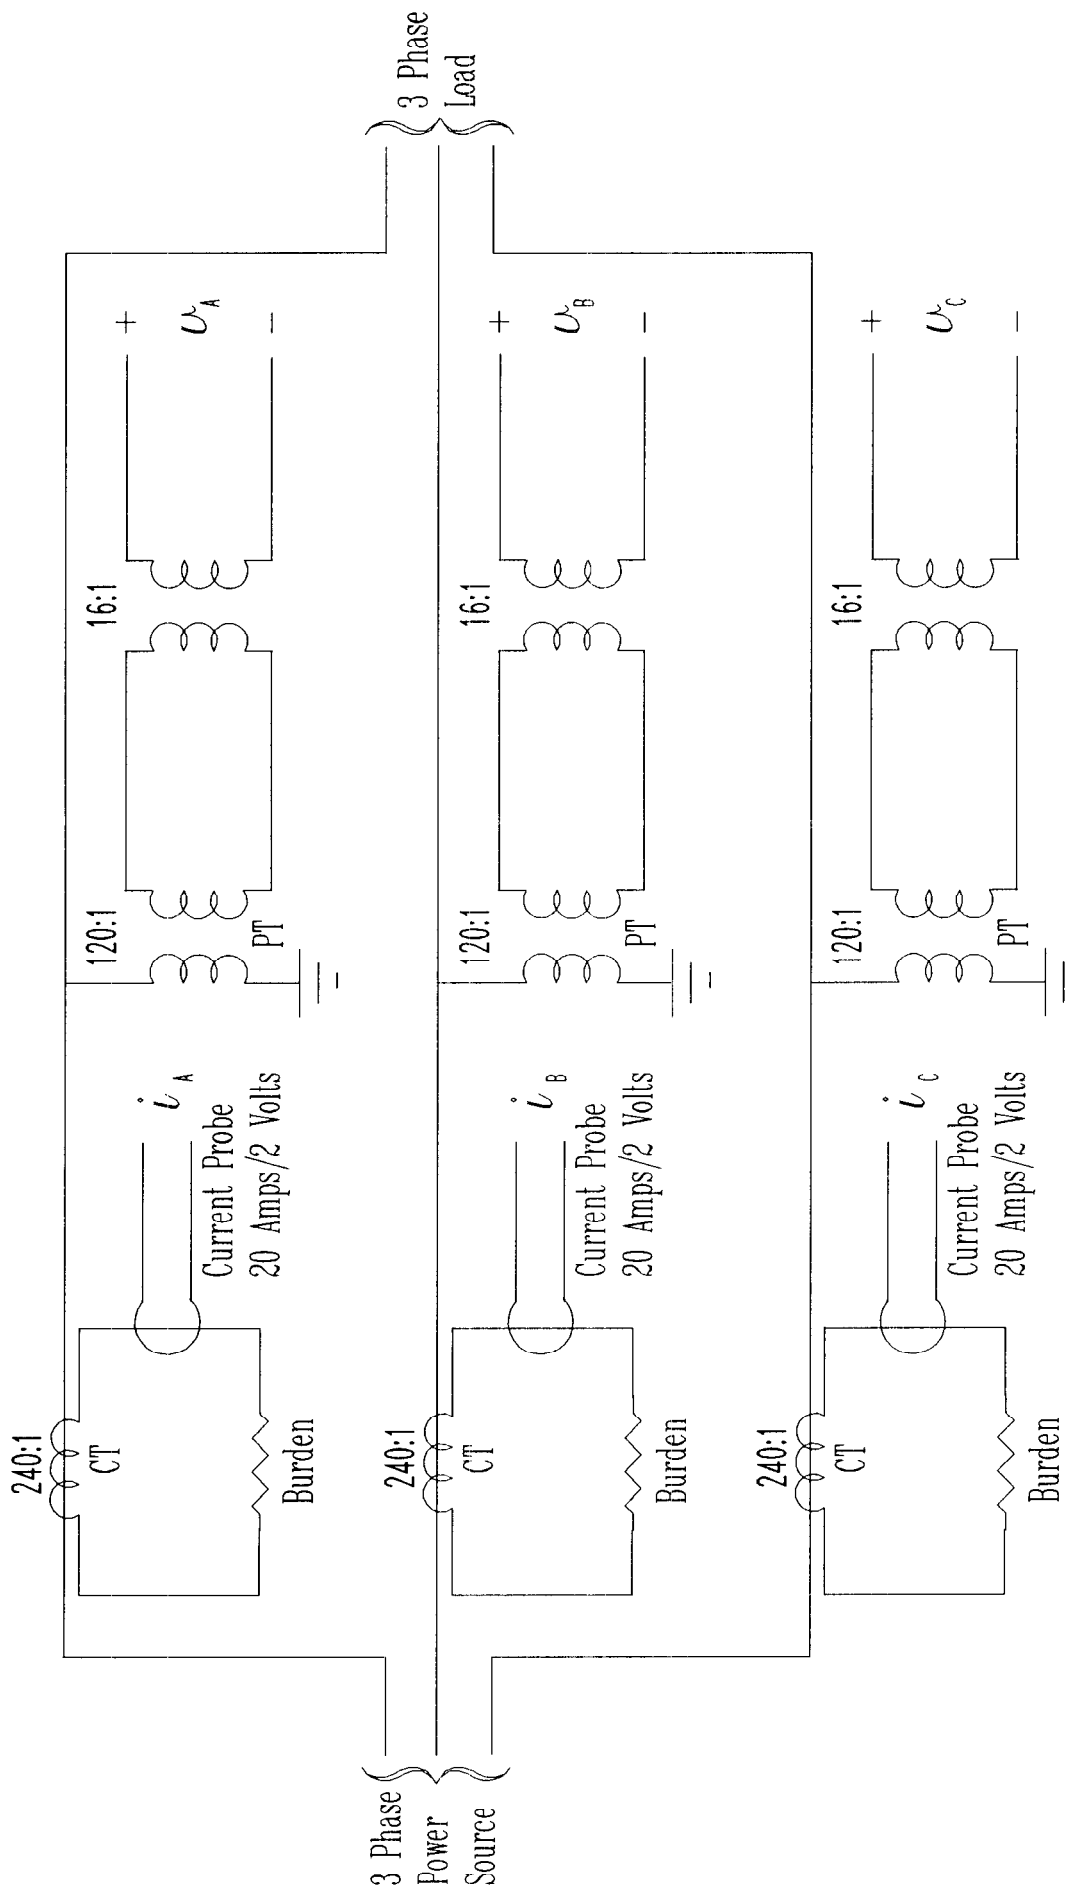 3 Phase
Power
Source
240:1
CT
Burden
i A
Current Probe
20 Amps/2 Volts
120:1
PT
16:1
+
v A
-
240:1
CT
Burden
i B
Current Probe
20 Amps/2 Volts
120:1
PT
16:1
+
v B
-
240:1
CT
Burden
i C
Current Probe
20 Amps/2 Volts
120:1
PT
16:1
+
v C
-
3 Phase
Load